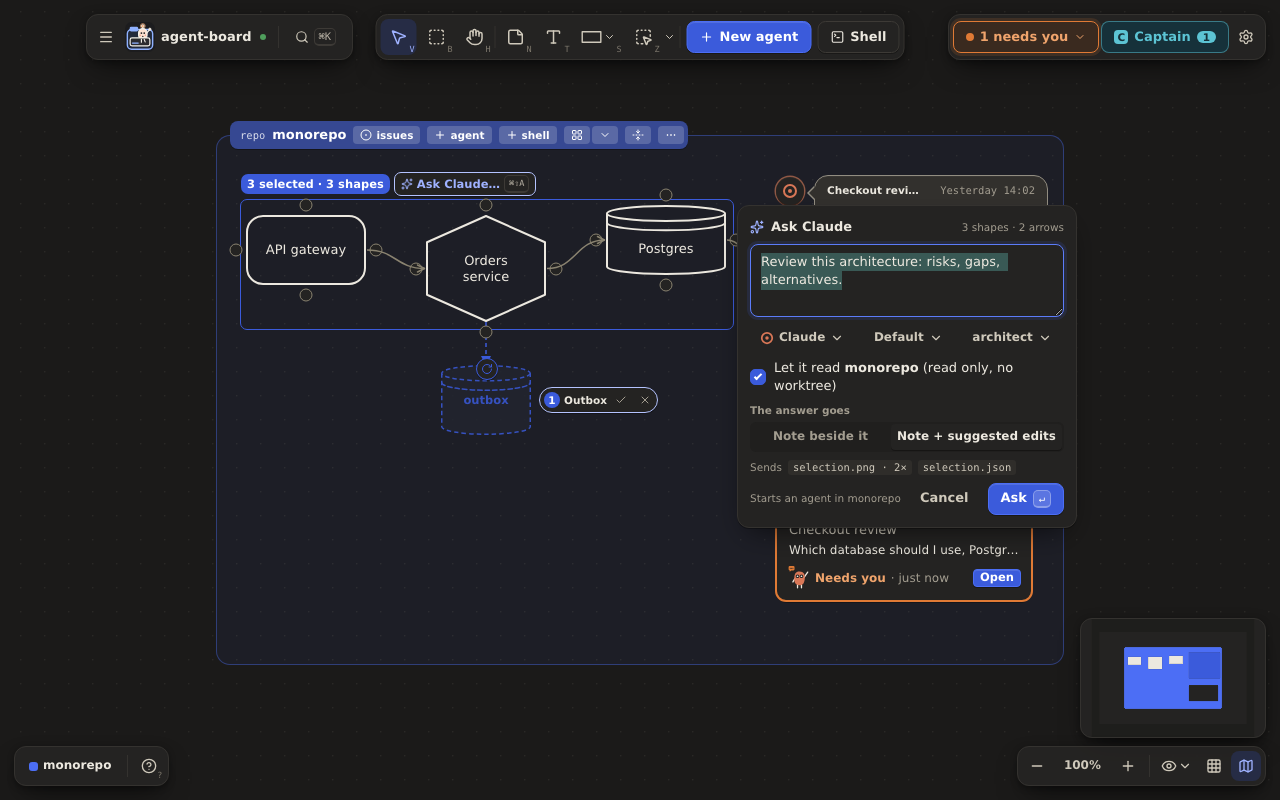 agent-board
⌘K
V
B
H
N
T
S
Z
New agent
Shell
1 needs you
C Captain 1
repo monorepo
issues
agent
shell
3 selected · 3 shapes
Ask Claude… ⌘⇧A
Checkout revi…
Yesterday 14:02
API gateway
Orders
service
Postgres
outbox
1 Outbox
Ask Claude
3 shapes · 2 arrows
Review this architecture: risks, gaps,
alternatives.
Claude
Default
architect
Let it read monorepo (read only, no
worktree)
The answer goes
Note beside it
Note + suggested edits
Sends selection.png · 2× selection.json
Starts an agent in monorepo
Cancel
Ask ↵
Checkout review
Which database should I use, Postgr…
Needs you · just now
Open
monorepo
?
100%